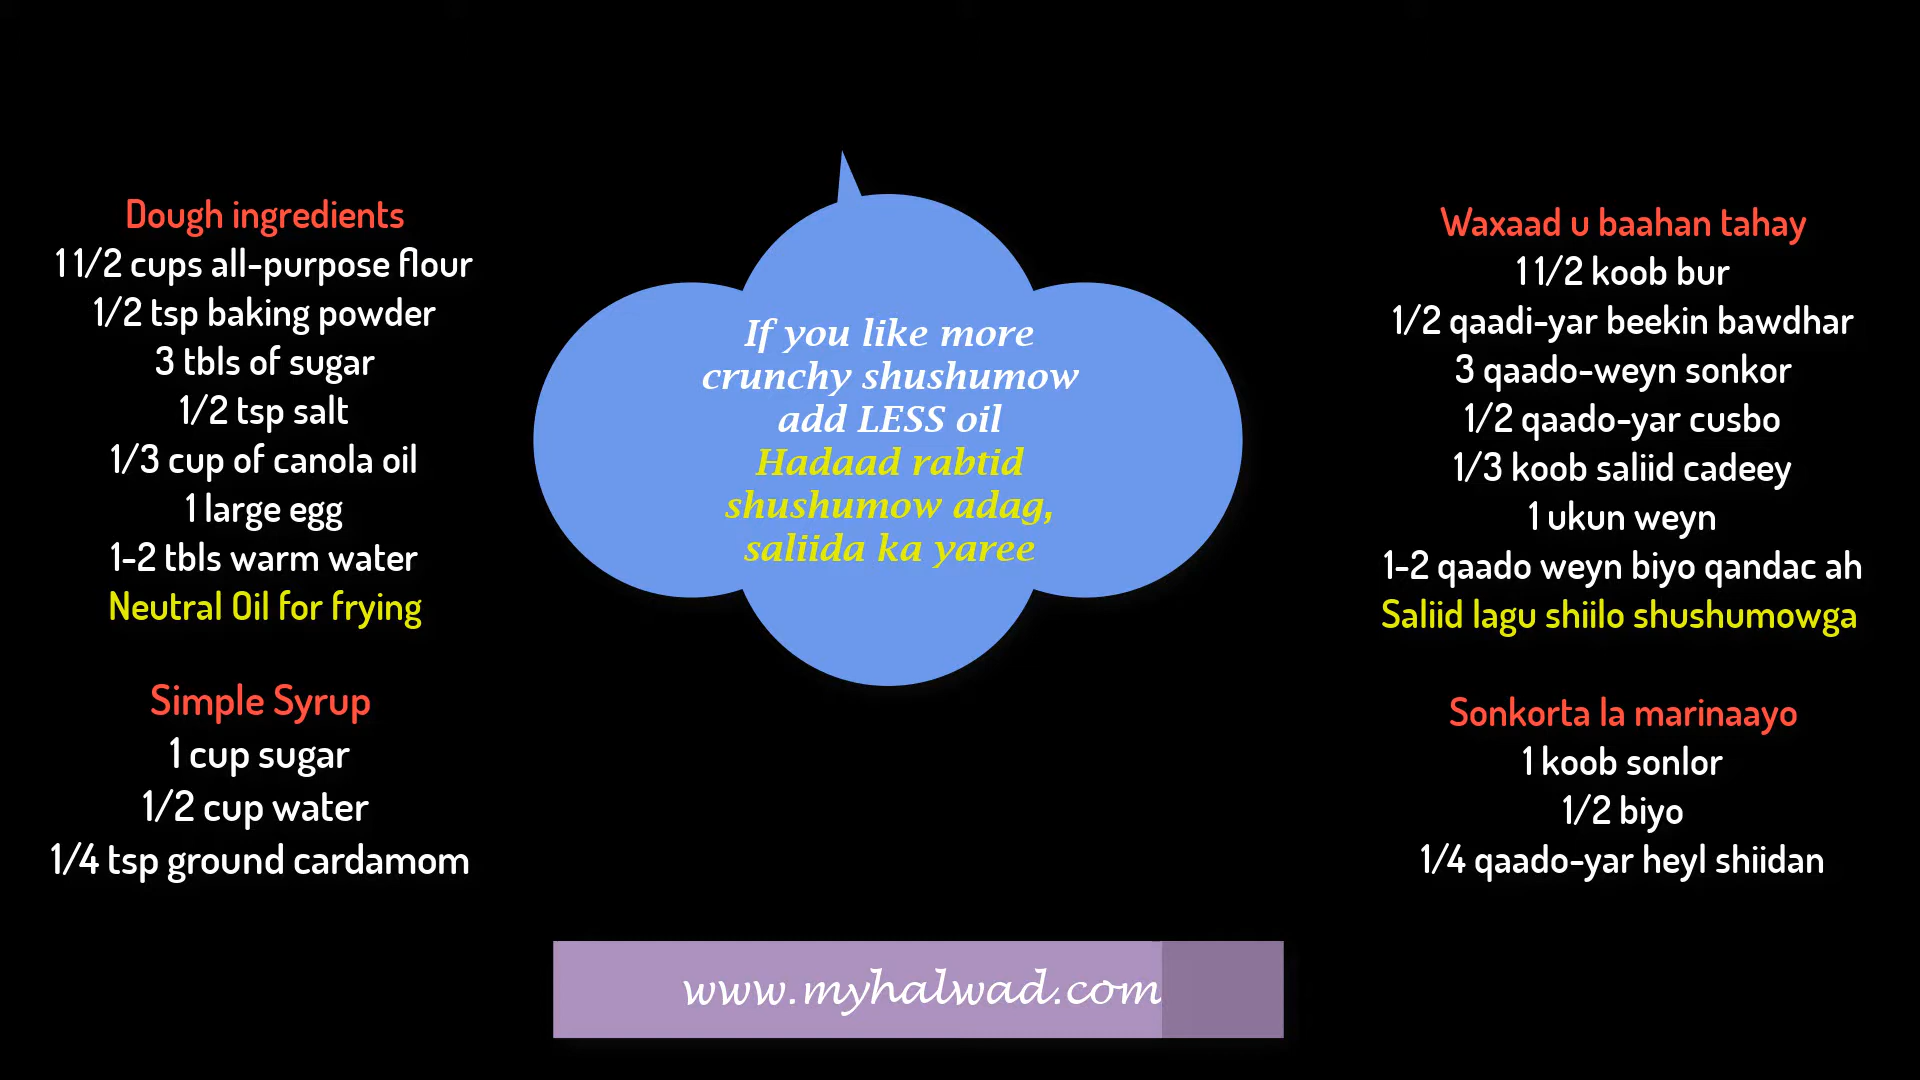 Dough ingredients
1 1/2 cups all-purpose flour
1/2 tsp baking powder
3 tbls of sugar
1/2 tsp salt
1/3 cup of canola oil
1 large egg
1-2 tbls warm water
Neutral Oil for frying
Simple Syrup
1 cup sugar
1/2 cup water
1/4 tsp ground cardamom
If you like more
crunchy shushumow
add LESS oil
Hadaad rabtid
shushumow adag,
saliida ka yaree
Waxaad u baahan tahay
1 1/2 koob bur
1/2 qaadi-yar beekin bawdhar
3 qaado-weyn sonkor
1/2 qaado-yar cusbo
1/3 koob saliid cadeey
1 ukun weyn
1-2 qaado weyn biyo qandac ah
Saliid lagu shiilo shushumowga
Sonkorta la marinaayo
1 koob sonlor
1/2 biyo
1/4 qaado-yar heyl shiidan
www.myhalwad.com